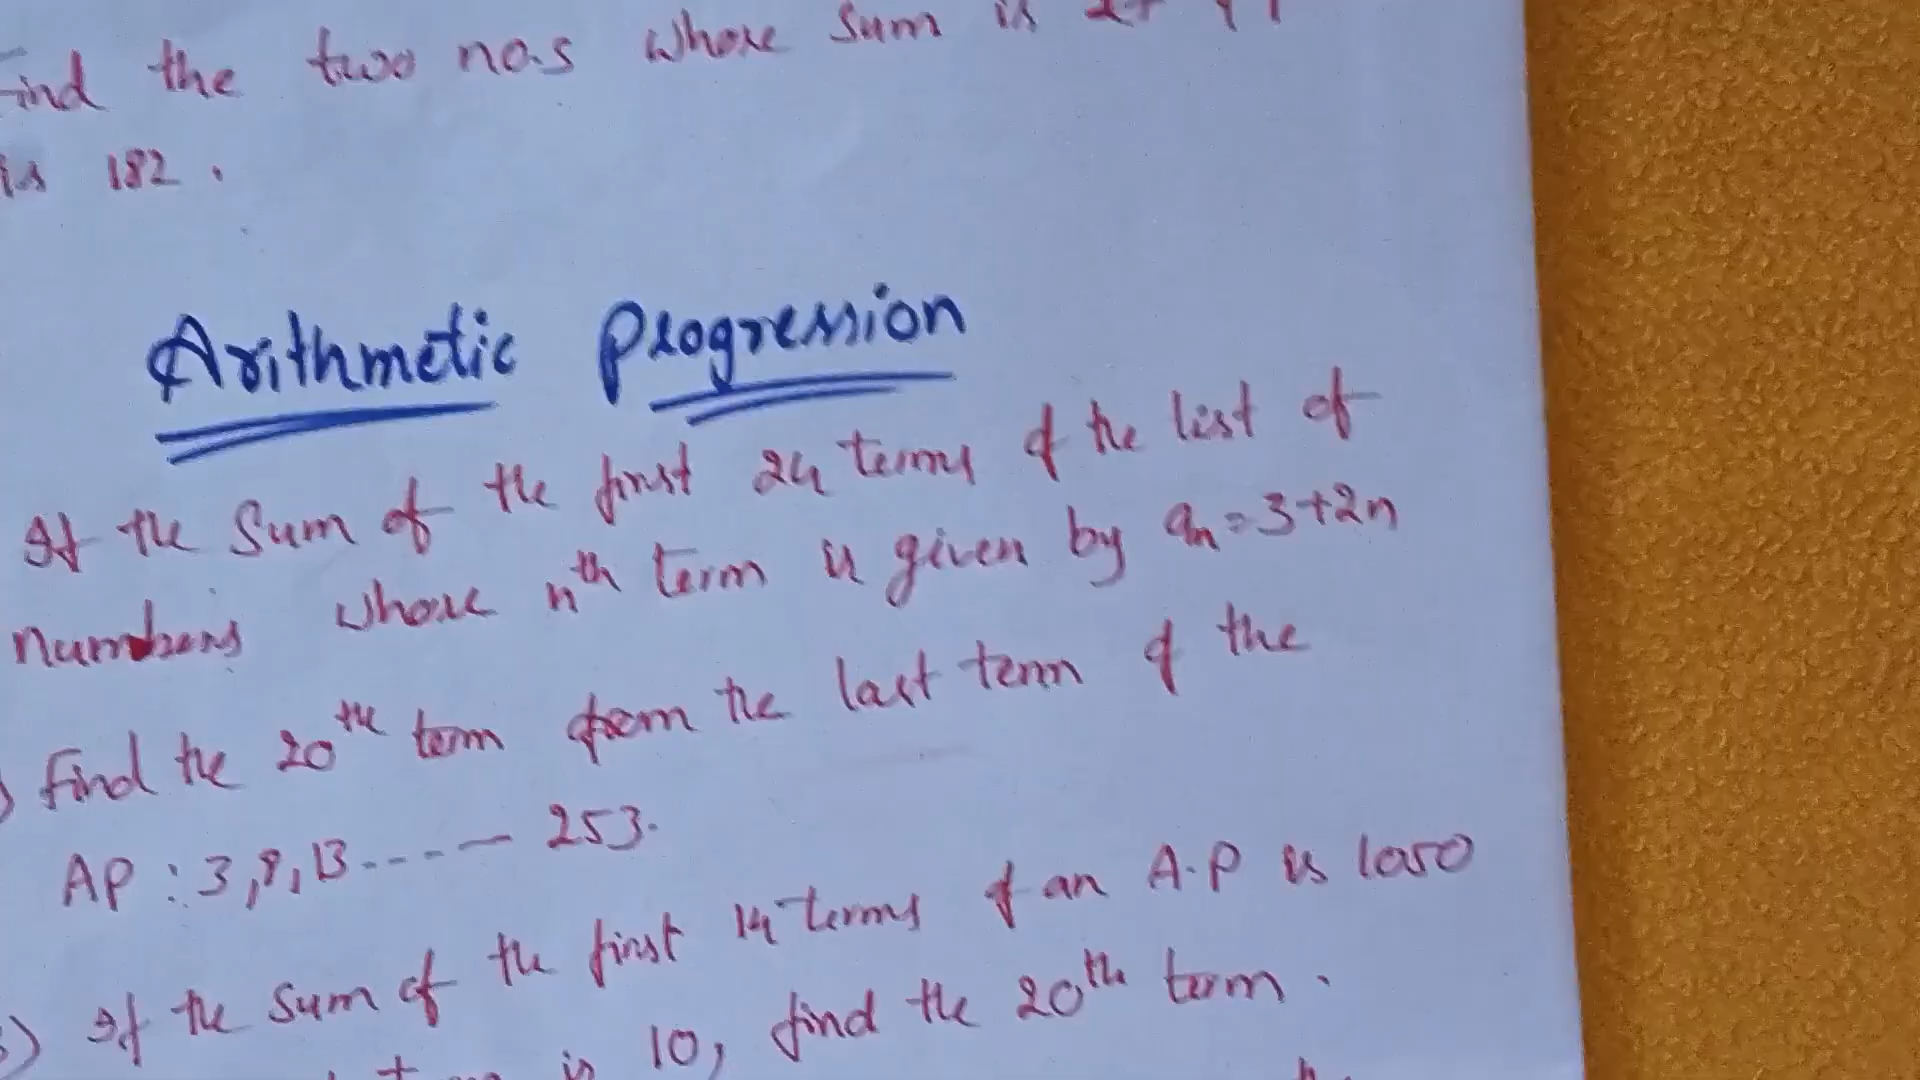 Find the two nos whose sum is 27
is 182.
Arithmetic Progression
If the Sum of the first 24 terms of the list of
numbers whose nth term is given by an=3+2n
Find the 20th term from the last term of the
AP : 3,8,13----- 253.
If the sum of the first 14 terms of an A.P is 1050
is 10, find the 20th term.